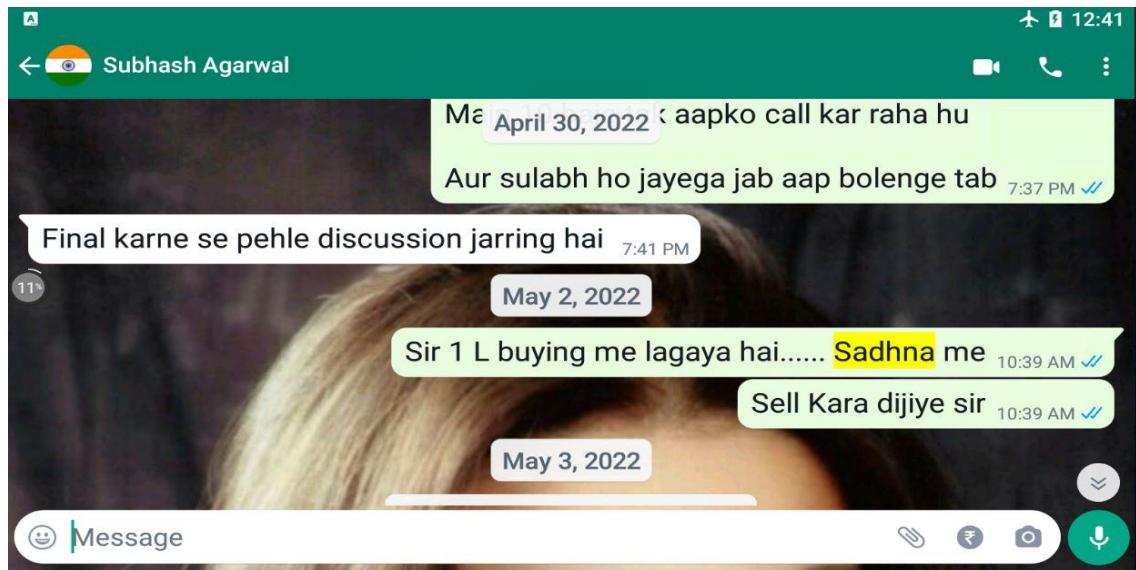 12:41
Subhash Agarwal
April 30, 2022
aapko call kar raha hu
Aur sulabh ho jayega jab aap bolenge tab 7:37 PM
Final karne se pehle discussion jarring hai 7:41 PM
11%
May 2, 2022
Sir 1 L buying me lagaya hai...... Sadhna me 10:39 AM
Sell Kara dijiye sir 10:39 AM
May 3, 2022
Message